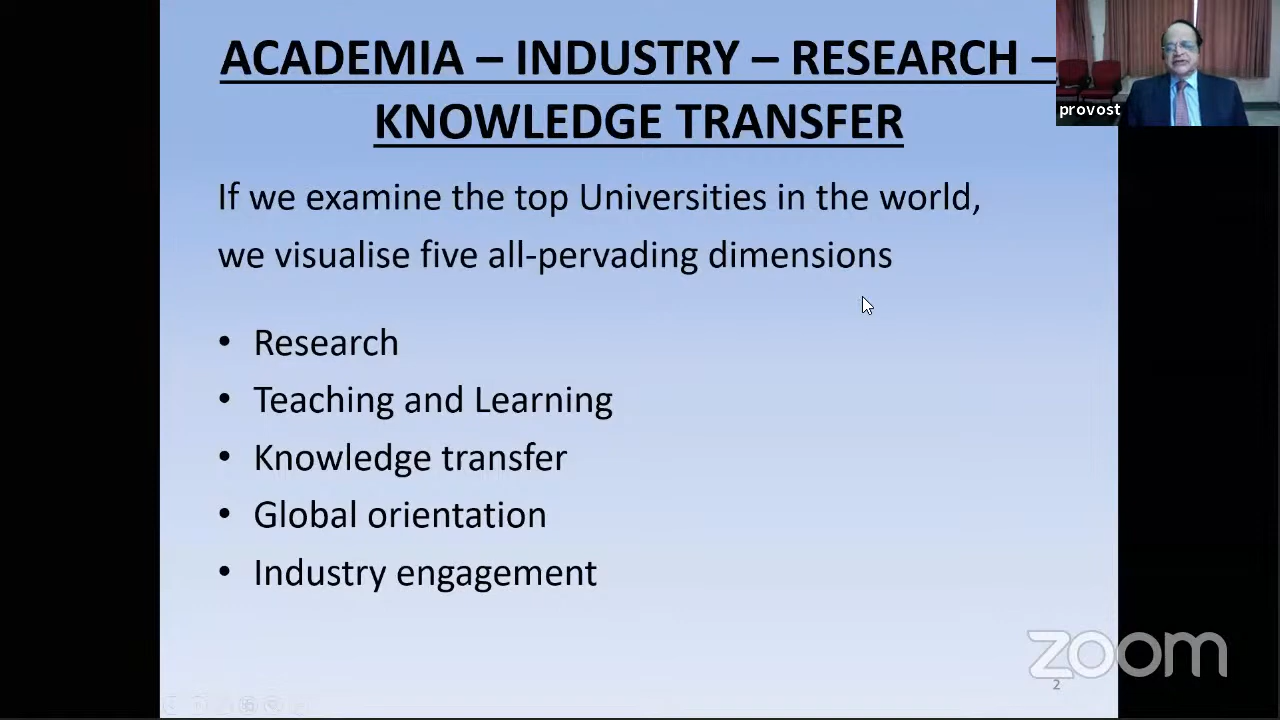 ACADEMIA – INDUSTRY – RESEARCH –
KNOWLEDGE TRANSFER
provost
If we examine the top Universities in the world,
we visualise five all-pervading dimensions
• Research
• Teaching and Learning
• Knowledge transfer
• Global orientation
• Industry engagement
zoom
2